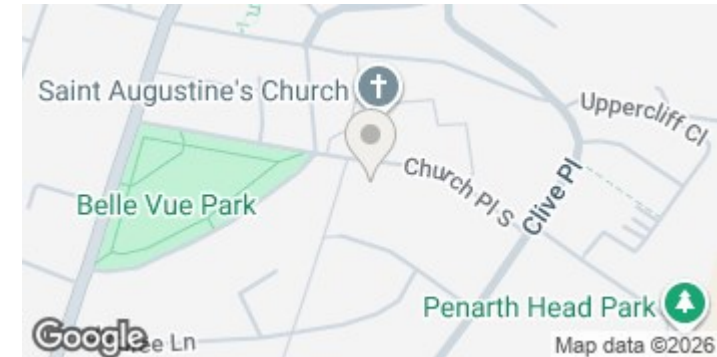 Saint Augustine's Church
Uppercliff Cl
Church Pl S
Clive Pl
Belle Vue Park
Penarth Head Park
Google
Ln
Map data ©2026